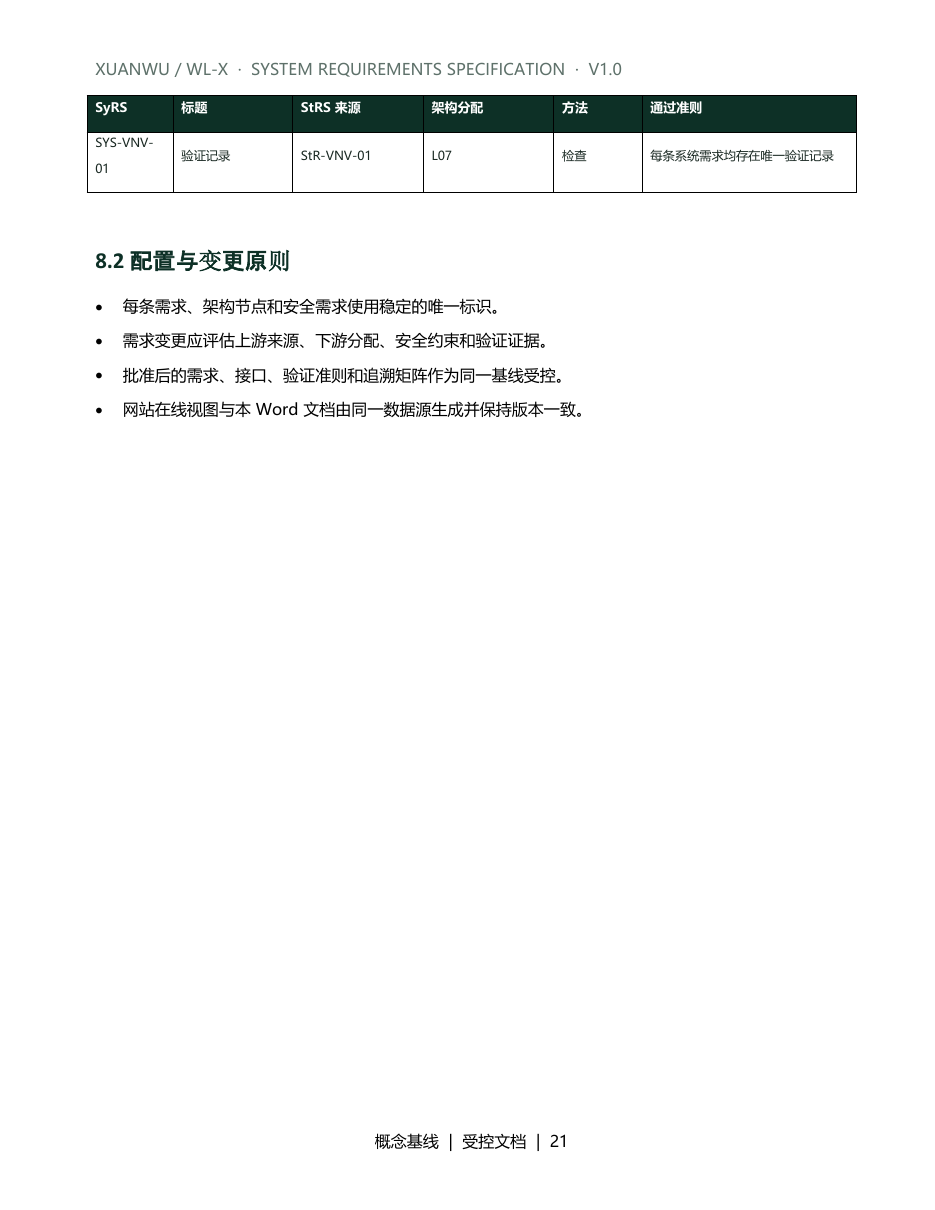 XUANWU / WL-X · SYSTEM REQUIREMENTS SPECIFICATION · V1.0
SyRS 标题 StRS 来源 架构分配 方法 通过准则
SYS-VNV-
01 验证记录 StR-VNV-01 L07 检查 每条系统需求均存在唯一验证记录
8.2 配置与变更原则
• 每条需求、架构节点和安全需求使用稳定的唯一标识。
• 需求变更应评估上游来源、下游分配、安全约束和验证证据。
• 批准后的需求、接口、验证准则和追溯矩阵作为同一基线受控。
• 网站在线视图与本 Word 文档由同一数据源生成并保持版本一致。
概念基线 | 受控文档 | 21